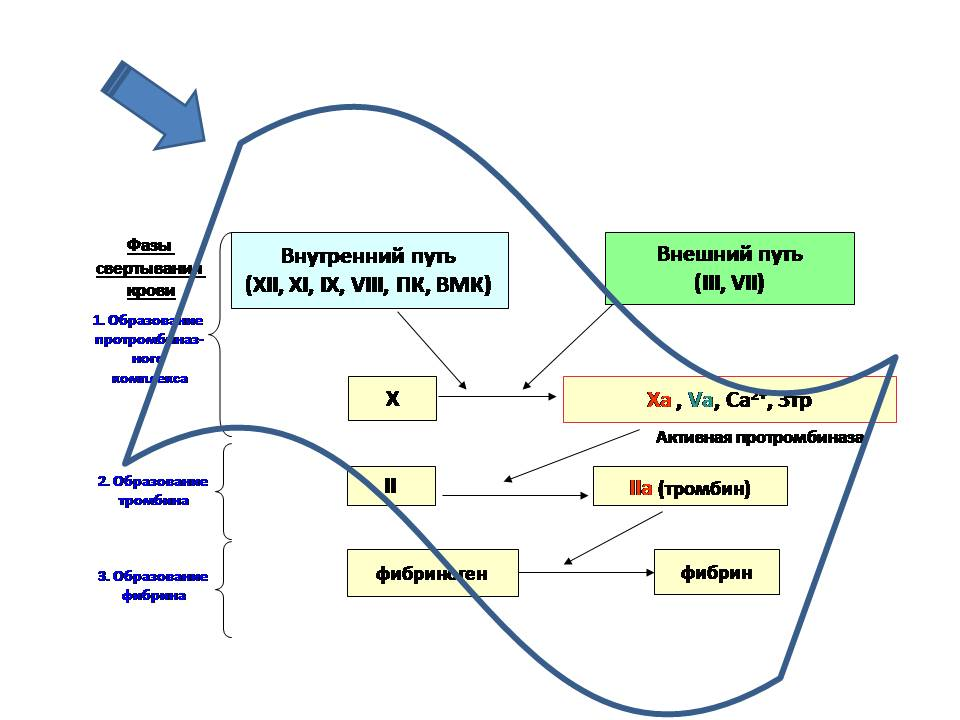 Фазы
свертывания
крови
Внутренний путь
(XII, XI, IX, VIII, ПК, ВМК)
Внешний путь
(III, VII)
1. Образование
протромбиназ-
ного
комплекса
X
Xa , Va, Ca2+, 3тр
Активная протромбиназа
2. Образование
тромбина
II
IIa (тромбин)
3. Образование
фибрина
фибриноген
фибрин